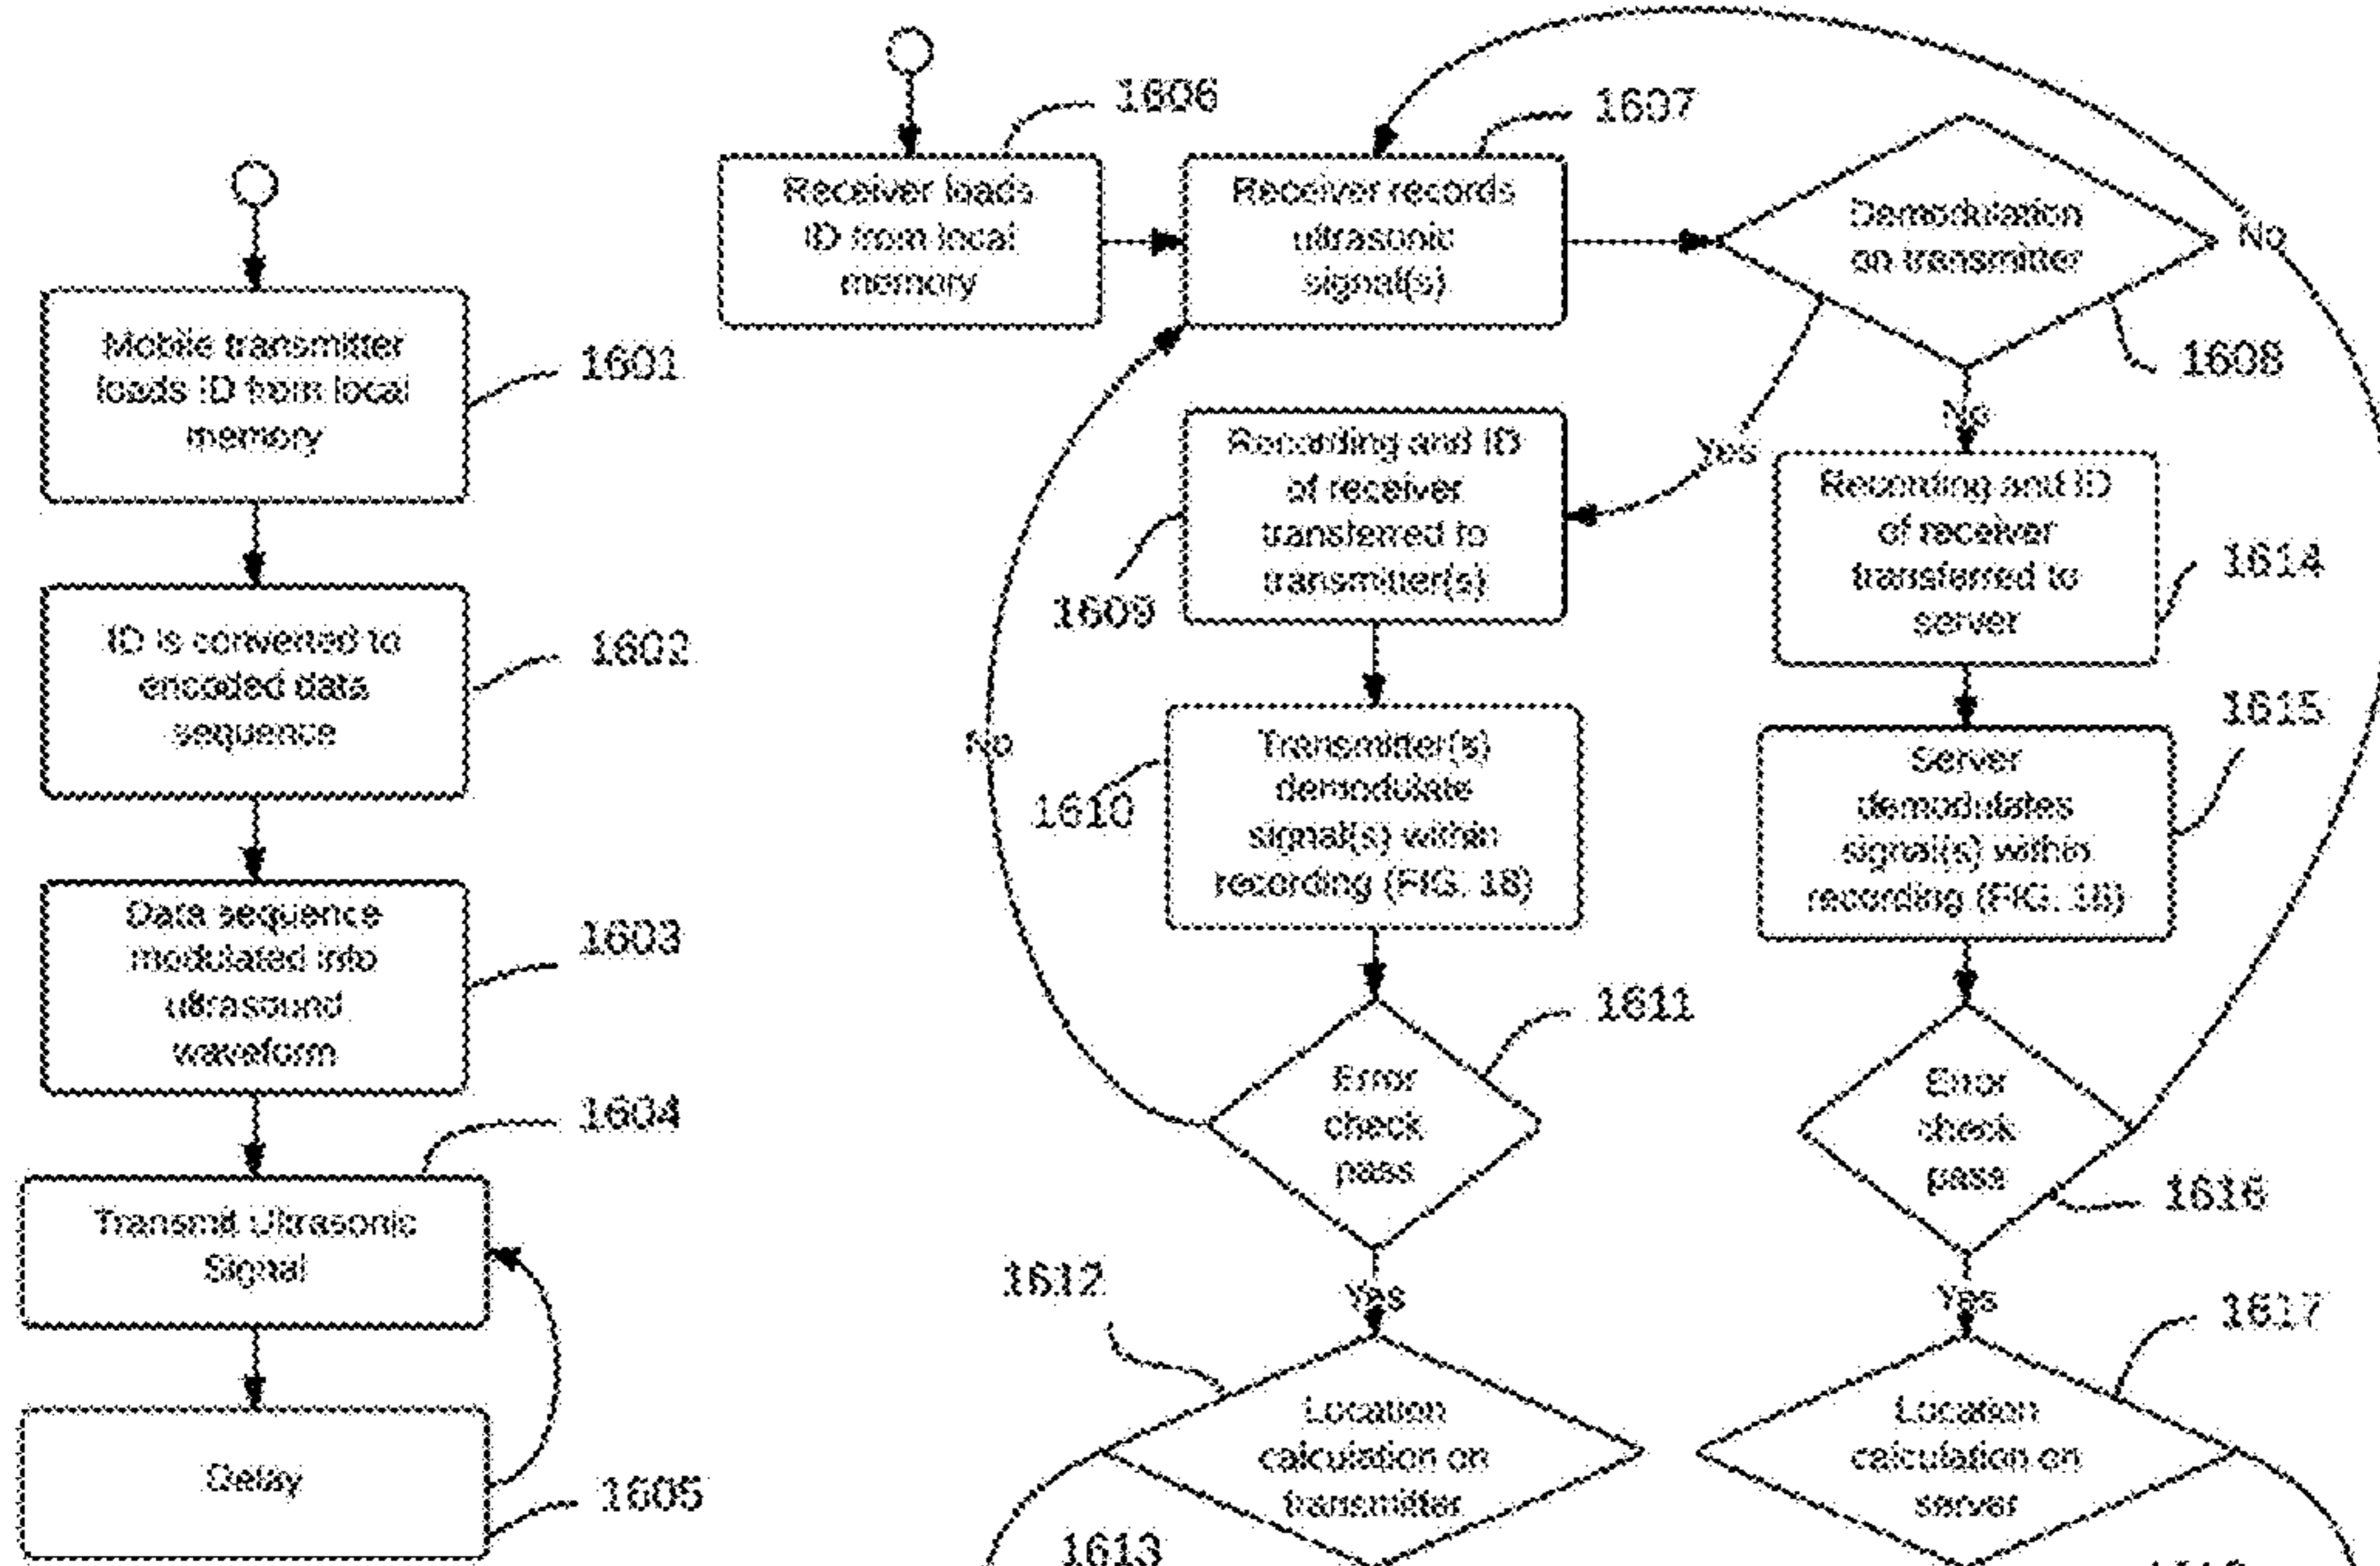 Mobile transmitter
loads ID from local
memory
1601
ID is converted to
encoded data
sequence
1602
Data sequence
modulated into
ultrasound
waveform
1603
1604
Transmit Ultrasonic
Signal
Delay
1605
1606
Receiver loads
ID from local
memory
1607
Receiver records
ultrasonic
signal(s)
Demodulation
on transmitter
No
1608
Yes
No
Recording and ID
of receiver
transferred to
transmitter(s)
1609
Recording and ID
of receiver
transferred to
server
1614
No
Transmitter(s)
demodulate
signal(s) within
recording (FIG. 18)
1610
1615
Server
demodulates
signal(s) within
recording (FIG. 18)
1611
Error
check
pass
Error
check
pass
1616
1612
Yes
Yes
1617
Location
calculation on
transmitter
Location
calculation on
server
1613